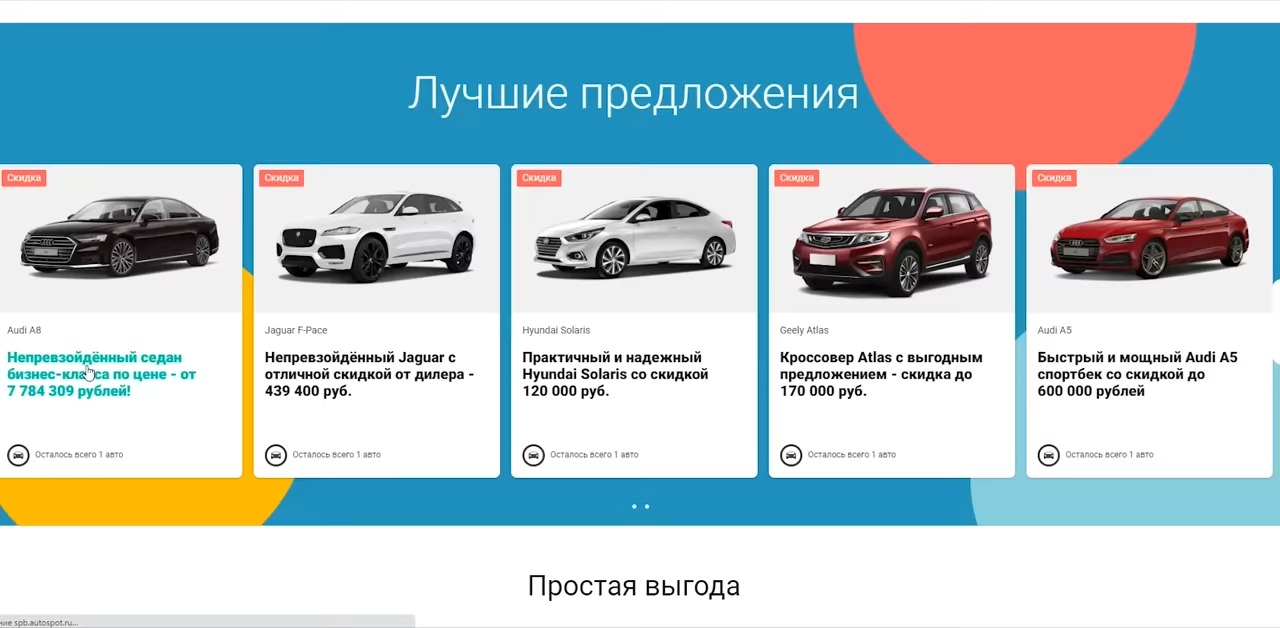 Лучшие предложения
Скидка
Audi A8
Непревзойдённый седан
бизнес-класса по цене - от
7 784 309 рублей!
Осталось всего 1 авто
Скидка
Jaguar F-Pace
Непревзойдённый Jaguar с
отличной скидкой от дилера -
439 400 руб.
Осталось всего 1 авто
Скидка
Hyundai Solaris
Практичный и надежный
Hyundai Solaris со скидкой
120 000 руб.
Осталось всего 1 авто
Скидка
Geely Atlas
Кроссовер Atlas с выгодным
предложением - скидка до
170 000 руб.
Осталось всего 1 авто
Скидка
Audi A5
Быстрый и мощный Audi A5
спортбек со скидкой до
600 000 рублей
Осталось всего 1 авто
Простая выгода
ние spb.autospot.ru...